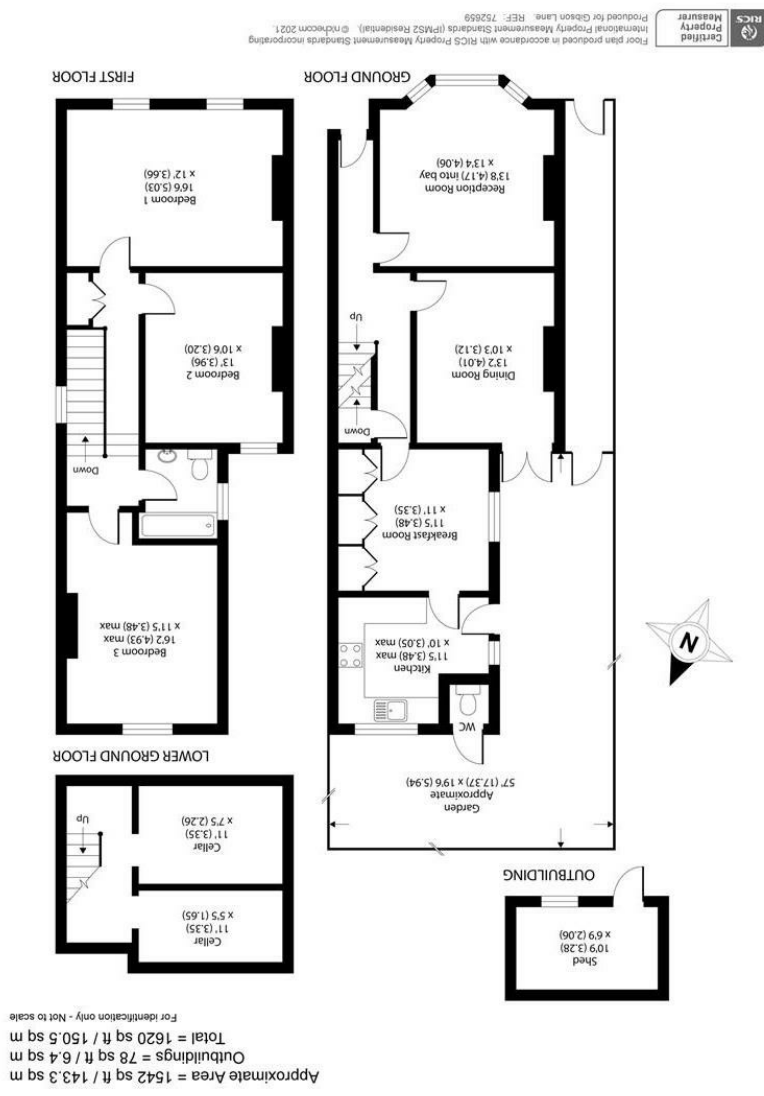 Approximate Area = 1542 sq ft / 143.3 sq m
Outbuildings = 78 sq ft / 6.4 sq m
Total = 1620 sq ft / 150.5 sq m
For identification only - Not to scale
OUTBUILDING
Shed
10'9 (3.28)
x 6'9 (2.06)
Cellar
11' (3.35)
x 5'5 (1.65)
Cellar
11' (3.35)
x 7'5 (2.26)
Up
LOWER GROUND FLOOR
Garden
Approximate
57' (17.37) x 19'6 (5.94)
WC
Kitchen
11'5 (3.48) max
x 10' (3.05) max
N
Breakfast Room
11'5 (3.48)
x 11' (3.35)
Down
Up
Dining Room
13'2 (4.01)
x 10'3 (3.12)
Reception Room
13'8 (4.17) into bay
x 13'4 (4.06)
GROUND FLOOR
Bedroom 3
16'2 (4.93) max
x 11'5 (3.48) max
Down
Bedroom 2
13' (3.96)
x 10'6 (3.20)
Bedroom 1
16'6 (5.03)
x 12' (3.66)
FIRST FLOOR
Certified
Property
Measurer
RICS
Floor plan produced in accordance with RICS Property Measurement Standards incorporating
International Property Measurement Standards (IPMS2 Residential). © nichecom 2021.
Produced for Gibson Lane. REF: 752659